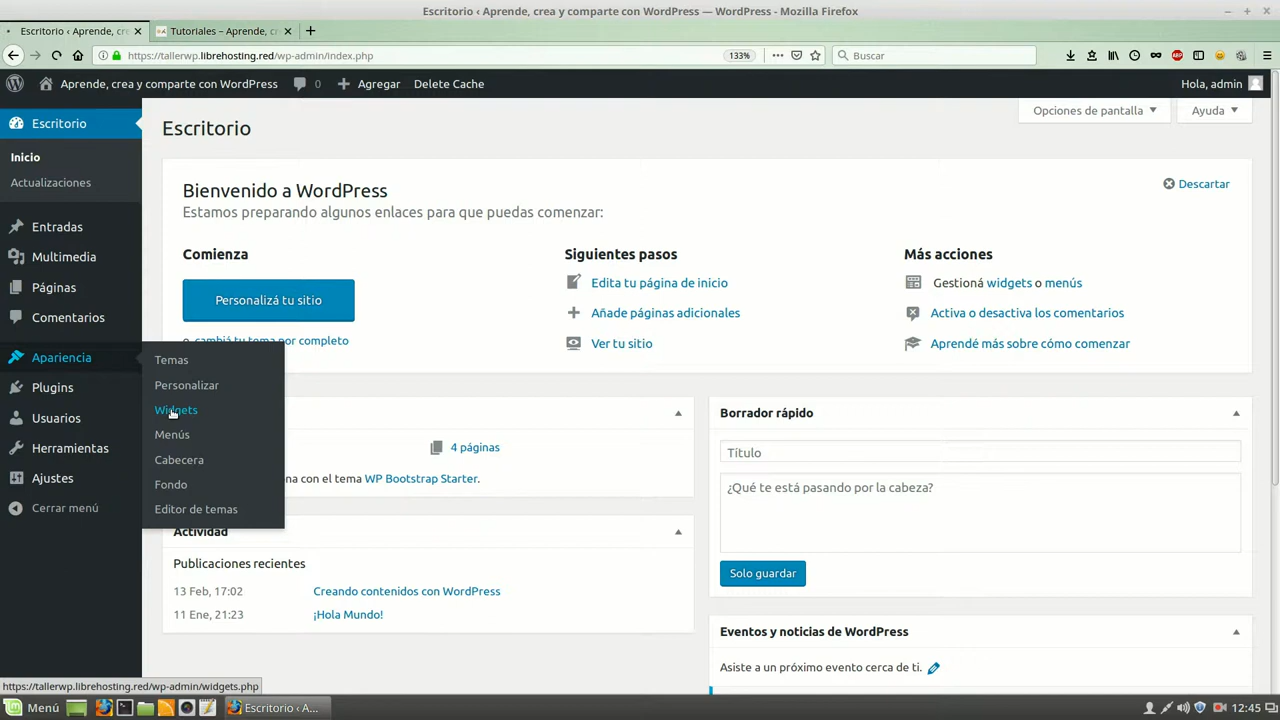 Escritorio ‹ Aprende, crea y comparte con WordPress — WordPress - Mozilla Firefox
Escritorio ‹ Aprende, cr
Tutoriales – Aprende, c
https://tallerwp.librehosting.red/wp-admin/index.php
133%
Buscar
Aprende, crea y comparte con WordPress
0
Agregar
Delete Cache
Hola, admin
Escritorio
Inicio
Actualizaciones
Entradas
Multimedia
Páginas
Comentarios
Apariencia
Plugins
Usuarios
Herramientas
Ajustes
Cerrar menú
Temas
Personalizar
Widgets
Menús
Cabecera
Fondo
Editor de temas
Opciones de pantalla
Ayuda
Escritorio
Bienvenido a WordPress
Descartar
Estamos preparando algunos enlaces para que puedas comenzar:
Comienza
Personalizá tu sitio
o, cambiá tu tema por completo
Siguientes pasos
Edita tu página de inicio
Añade páginas adicionales
Ver tu sitio
Más acciones
Gestioná widgets o menús
Activa o desactiva los comentarios
Aprendé más sobre cómo comenzar
4 páginas
na con el tema WP Bootstrap Starter.
Actividad
Publicaciones recientes
13 Feb, 17:02 Creando contenidos con WordPress
11 Ene, 21:23 ¡Hola Mundo!
Borrador rápido
Título
¿Qué te está pasando por la cabeza?
Solo guardar
Eventos y noticias de WordPress
Asiste a un próximo evento cerca de ti.
https://tallerwp.librehosting.red/wp-admin/widgets.php
Menú
Escritorio ‹ A...
12:45